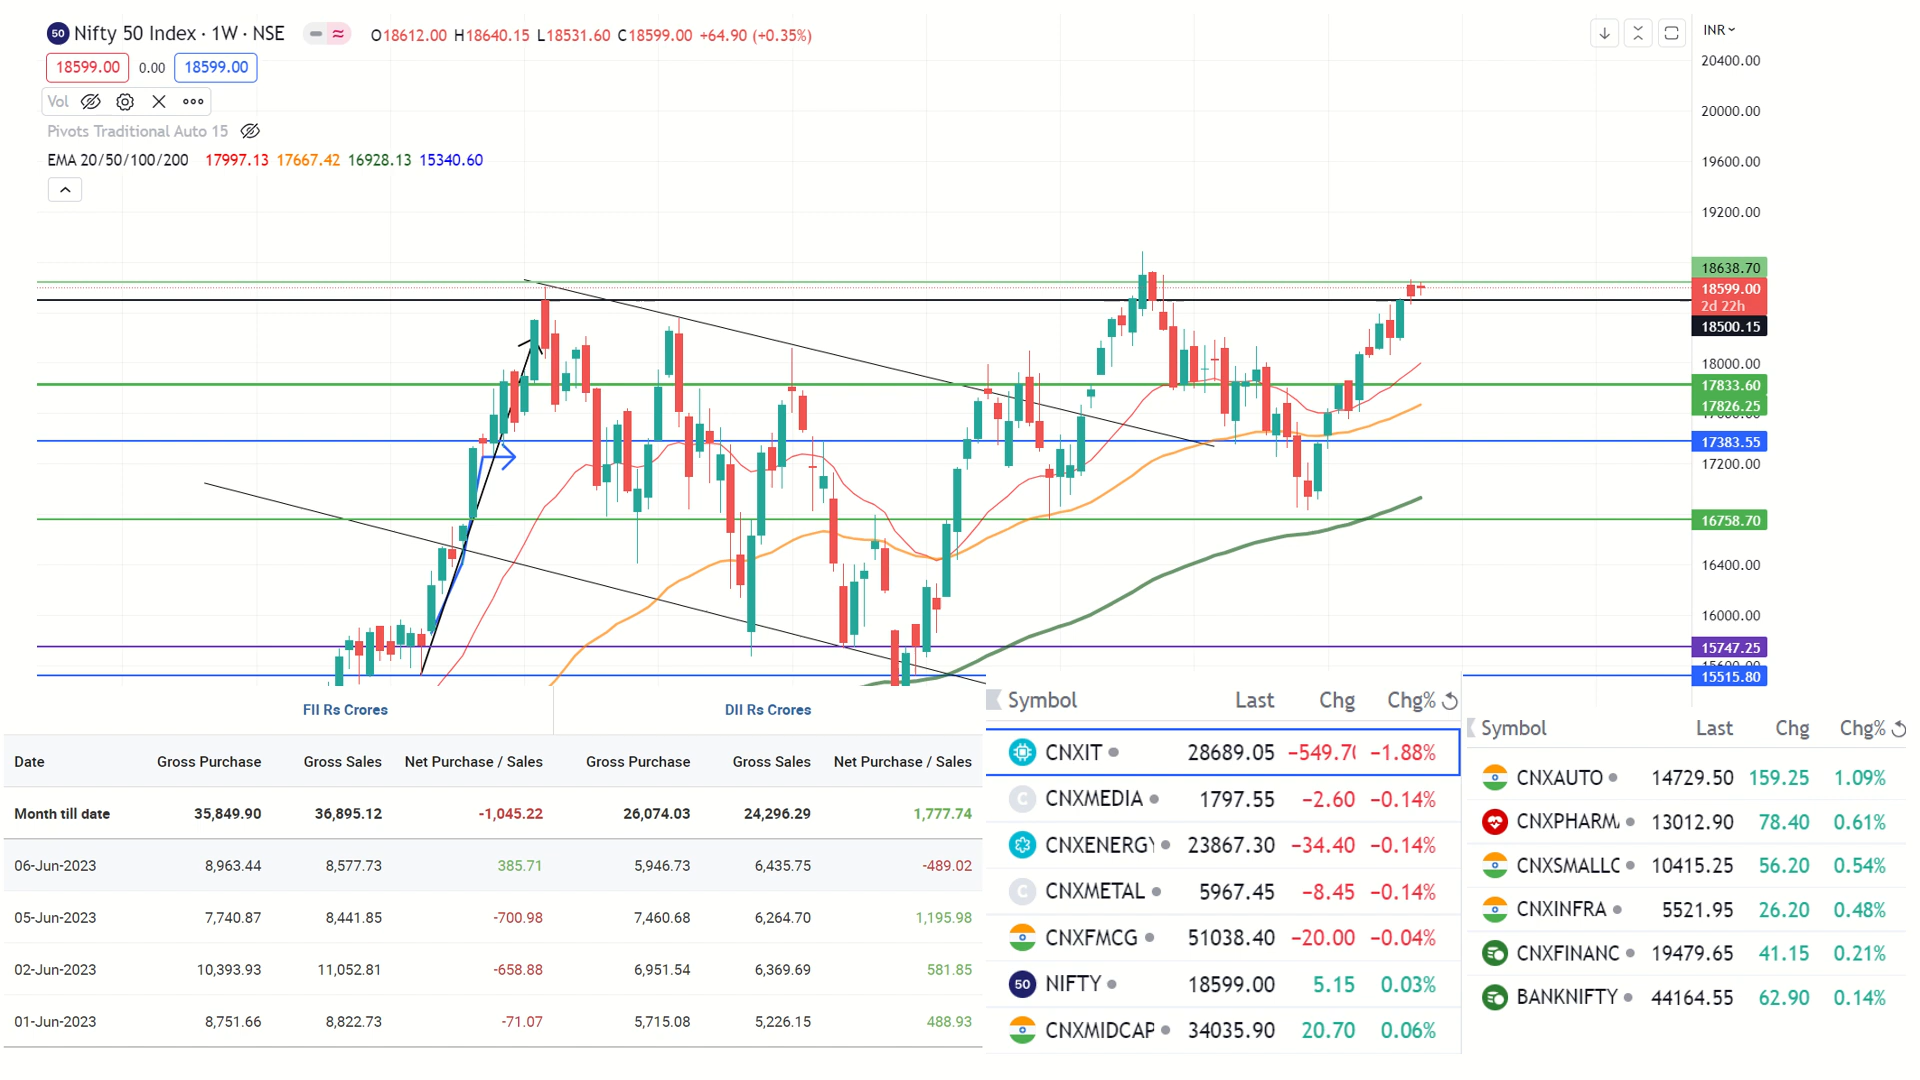 50 Nifty 50 Index · 1W · NSE O18612.00 H18640.15 L18531.60 C18599.00 +64.90 (+0.35%)
18599.00 0.00 18599.00
Vol
Pivots Traditional Auto 15
EMA 20/50/100/200 17997.13 17667.42 16928.13 15340.60
INR
20400.00
20000.00
19600.00
19200.00
18638.70
18599.00
2d 22h
18500.15
18000.00
17833.60
17826.25
17383.55
17200.00
16758.70
16400.00
16000.00
15747.25
15600.00
15515.80
FII Rs Crores DII Rs Crores
Date Gross Purchase Gross Sales Net Purchase / Sales Gross Purchase Gross Sales Net Purchase / Sales
Month till date 35,849.90 36,895.12 -1,045.22 26,074.03 24,296.29 1,777.74
06-Jun-2023 8,963.44 8,577.73 385.71 5,946.73 6,435.75 -489.02
05-Jun-2023 7,740.87 8,441.85 -700.98 7,460.68 6,264.70 1,195.98
02-Jun-2023 10,393.93 11,052.81 -658.88 6,951.54 6,369.69 581.85
01-Jun-2023 8,751.66 8,822.73 -71.07 5,715.08 5,226.15 488.93
Symbol Last Chg Chg%
CNXIT 28689.05 −549.70 −1.88%
C CNXMEDIA 1797.55 −2.60 −0.14%
CNXENERGY 23867.30 −34.40 −0.14%
C CNXMETAL 5967.45 −8.45 −0.14%
CNXFMCG 51038.40 −20.00 −0.04%
50 NIFTY 18599.00 5.15 0.03%
CNXMIDCAP 34035.90 20.70 0.06%
Symbol Last Chg Chg%
CNXAUTO 14729.50 159.25 1.09%
CNXPHARM 13012.90 78.40 0.61%
CNXSMALLC 10415.25 56.20 0.54%
CNXINFRA 5521.95 26.20 0.48%
CNXFINANC 19479.65 41.15 0.21%
BANKNIFTY 44164.55 62.90 0.14%